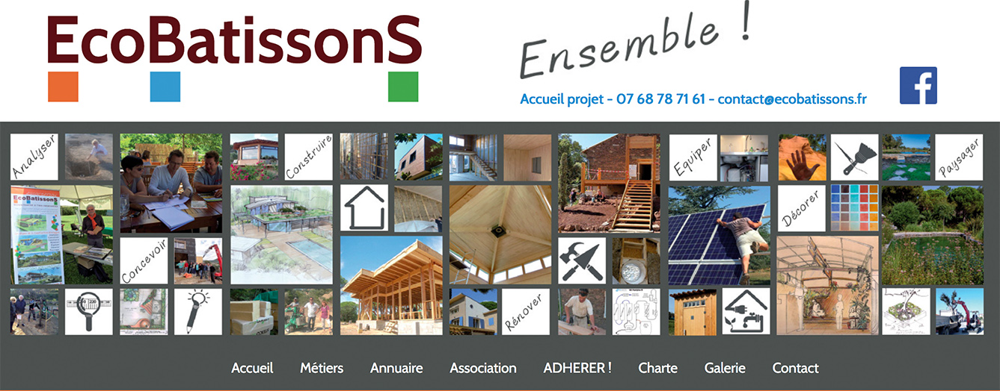 EcoBatissonS
Ensemble !
Accueil projet - 07 68 78 71 61 - contact@ecobatissons.fr
f
Analyser
Construire
Equiper
Paysager
EcoBatissonS
Décorer
Concevoir
Rénover
Accueil Métiers Annuaire Association ADHERER ! Charte Galerie Contact